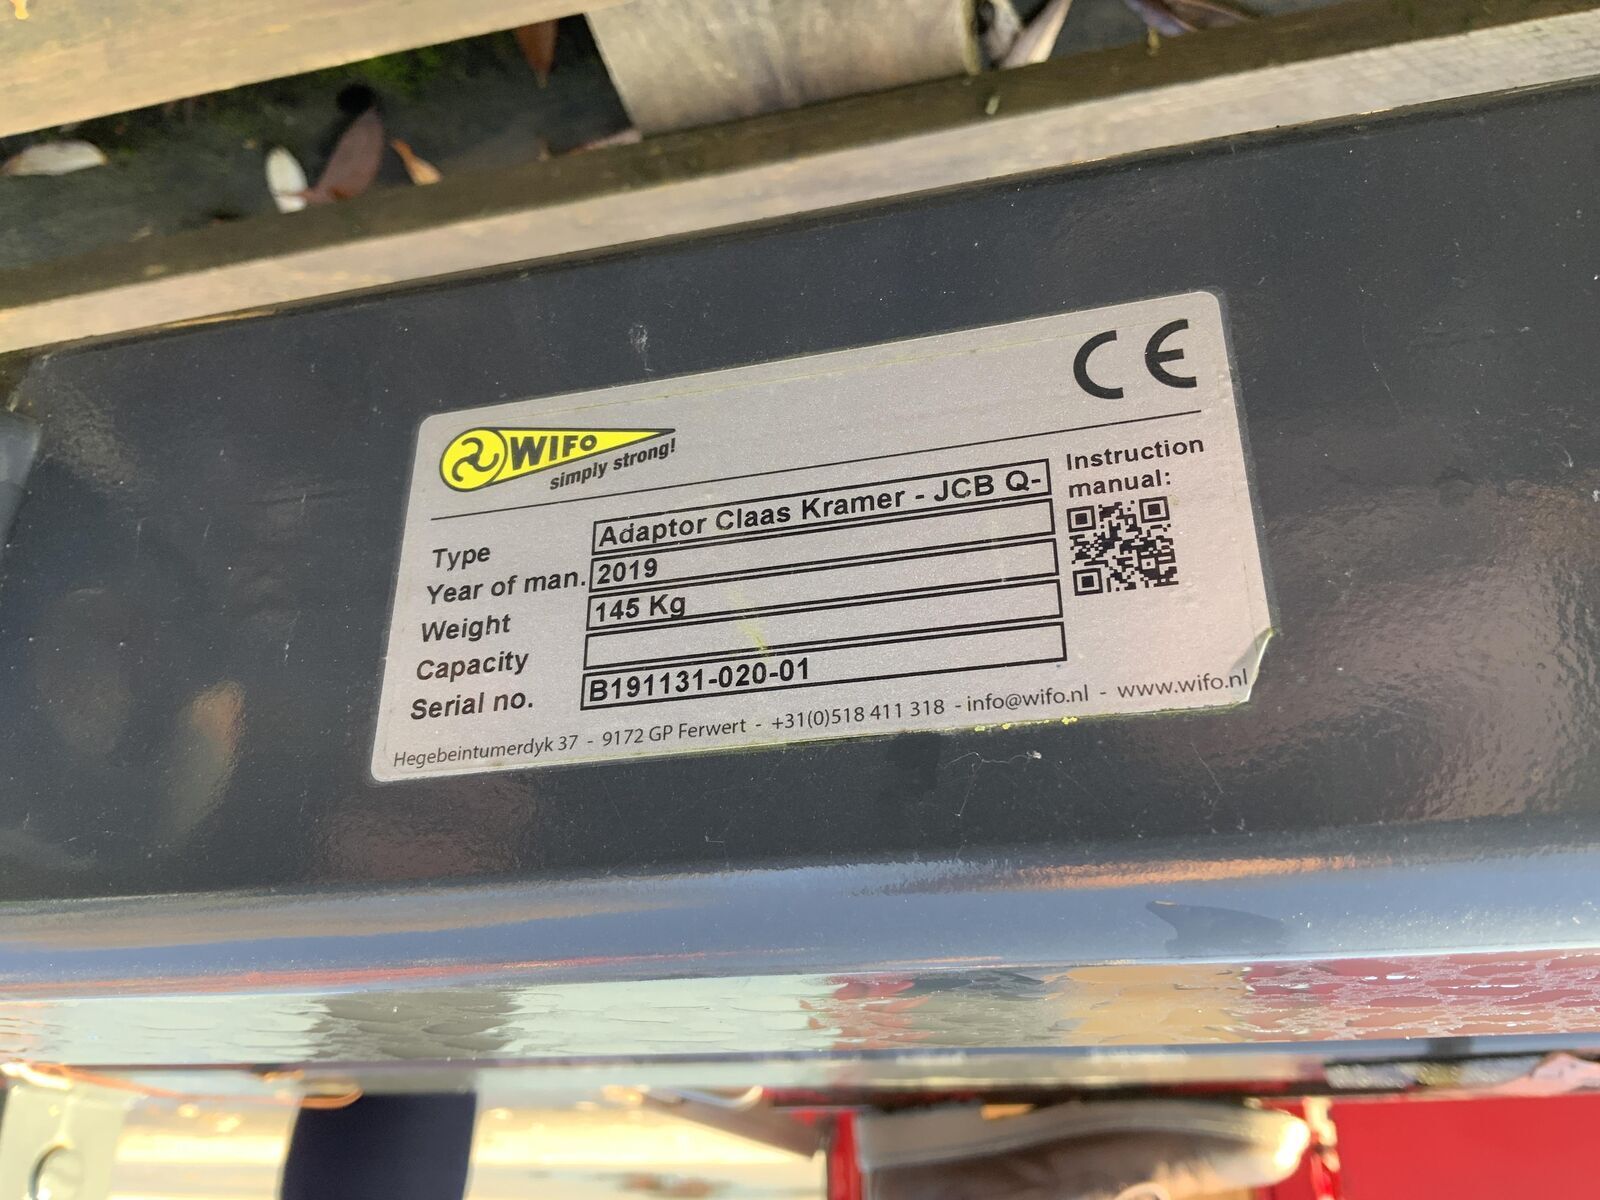 WIFO
simply strong!
CE
Instruction
manual:
Type Adaptor Claas Kramer - JCB Q-
Year of man. 2019
Weight 145 Kg
Capacity
Serial no. B191131-020-01
Hegebeintumerdyk 37 - 9172 GP Ferwert - +31(0)518 411 318 - info@wifo.nl - www.wifo.nl